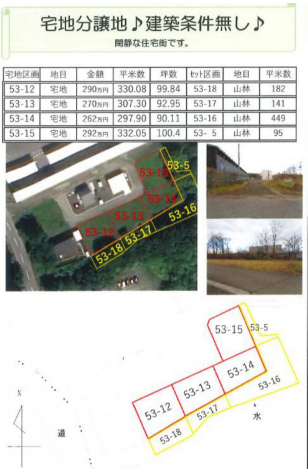 宅地分譲地♪建築条件無し♪
閑静な住宅街です。
宅地区画 地目 金額 平米数 坪数 セット区画 地目 平米数
53-12 宅地 290万円 330.08 99.84 53-18 山林 182
53-13 宅地 270万円 307.30 92.95 53-17 山林 141
53-14 宅地 262万円 297.90 90.11 53-16 山林 449
53-15 宅地 292万円 332.05 100.4 53-5 山林 95
53-5
53-15
53-14
53-16
53-13
53-12
53-17
53-18
53-15
53-5
53-14
53-16
53-13
53-12
53-17
53-18
水
道
N